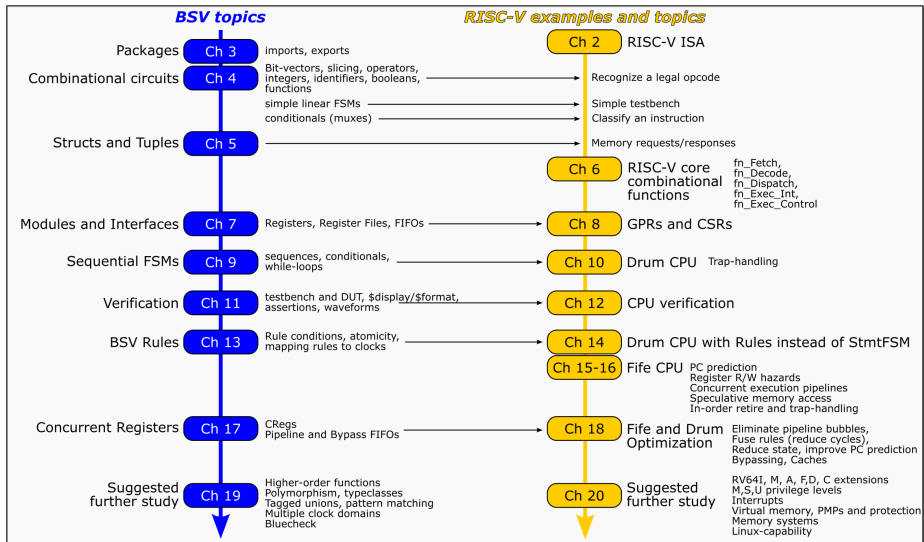 BSV topics
RISC-V examples and topics
Packages
Ch 3
imports, exports
Ch 2
RISC-V ISA
Combinational circuits
Ch 4
Bit-vectors, slicing, operators,
integers, identifiers, booleans,
functions
Recognize a legal opcode
simple linear FSMs
Simple testbench
conditionals (muxes)
Classify an instruction
Structs and Tuples
Ch 5
Memory requests/responses
Ch 6
RISC-V core
combinational
functions
fn_Fetch,
fn_Decode,
fn_Dispatch,
fn_Exec_Int,
fn_Exec_Control
Modules and Interfaces
Ch 7
Registers, Register Files, FIFOs
Ch 8
GPRs and CSRs
Sequential FSMs
Ch 9
sequences, conditionals,
while-loops
Ch 10
Drum CPU
Trap-handling
Verification
Ch 11
testbench and DUT, $display/$format,
assertions, waveforms
Ch 12
CPU verification
BSV Rules
Ch 13
Rule conditions, atomicity,
mapping rules to clocks
Ch 14
Drum CPU with Rules instead of StmtFSM
Ch 15-16
Fife CPU
PC prediction
Register R/W hazards
Concurrent execution pipelines
Speculative memory access
In-order retire and trap-handling
Concurrent Registers
Ch 17
CRegs
Pipeline and Bypass FIFOs
Ch 18
Fife and Drum
Optimization
Eliminate pipeline bubbles,
Fuse rules (reduce cycles),
Reduce state, improve PC prediction
Bypassing, Caches
Suggested
further study
Ch 19
Higher-order functions
Polymorphism, typeclasses
Tagged unions, pattern matching
Multiple clock domains
Bluecheck
Ch 20
Suggested
further study
RV64I, M, A, F,D, C extensions
M,S,U privilege levels
Interrupts
Virtual memory, PMPs and protection
Memory systems
Linux-capability